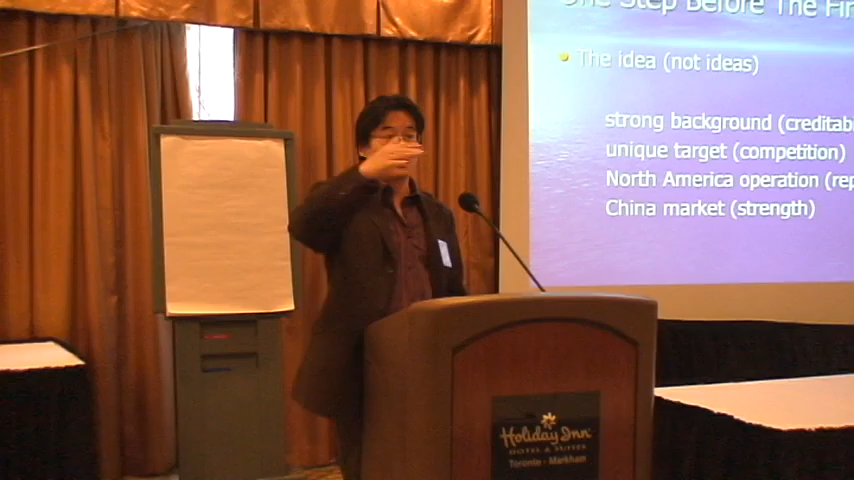 One Step Before The Fir
The idea (not ideas)
strong background (creditab
unique target (competition)
North America operation (rep
China market (strength)
Holiday Inn
HOTEL & SUITES
Toronto - Markham